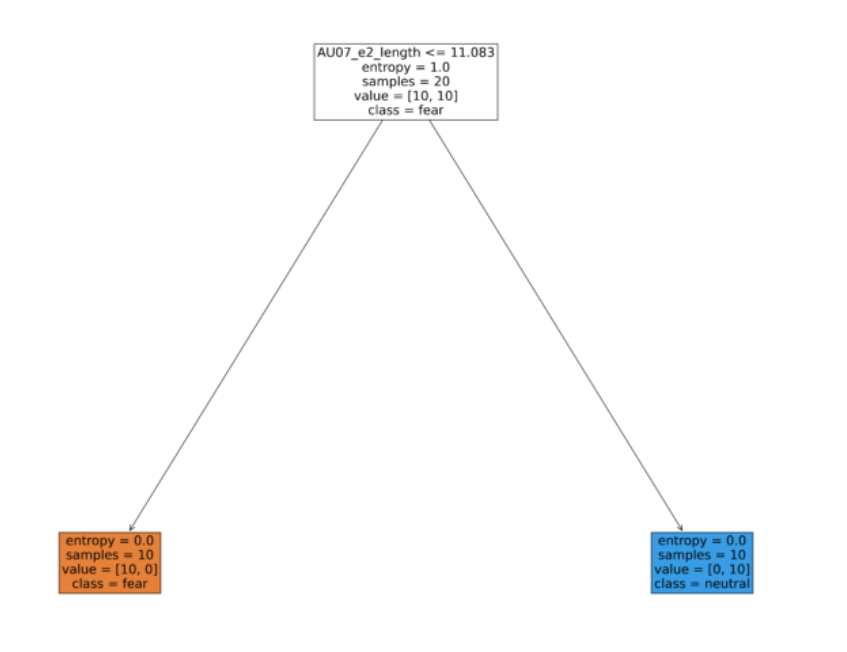 AU07_e2_length <= 11.083
entropy = 1.0
samples = 20
value = [10, 10]
class = fear
entropy = 0.0
samples = 10
value = [10, 0]
class = fear
entropy = 0.0
samples = 10
value = [0, 10]
class = neutral